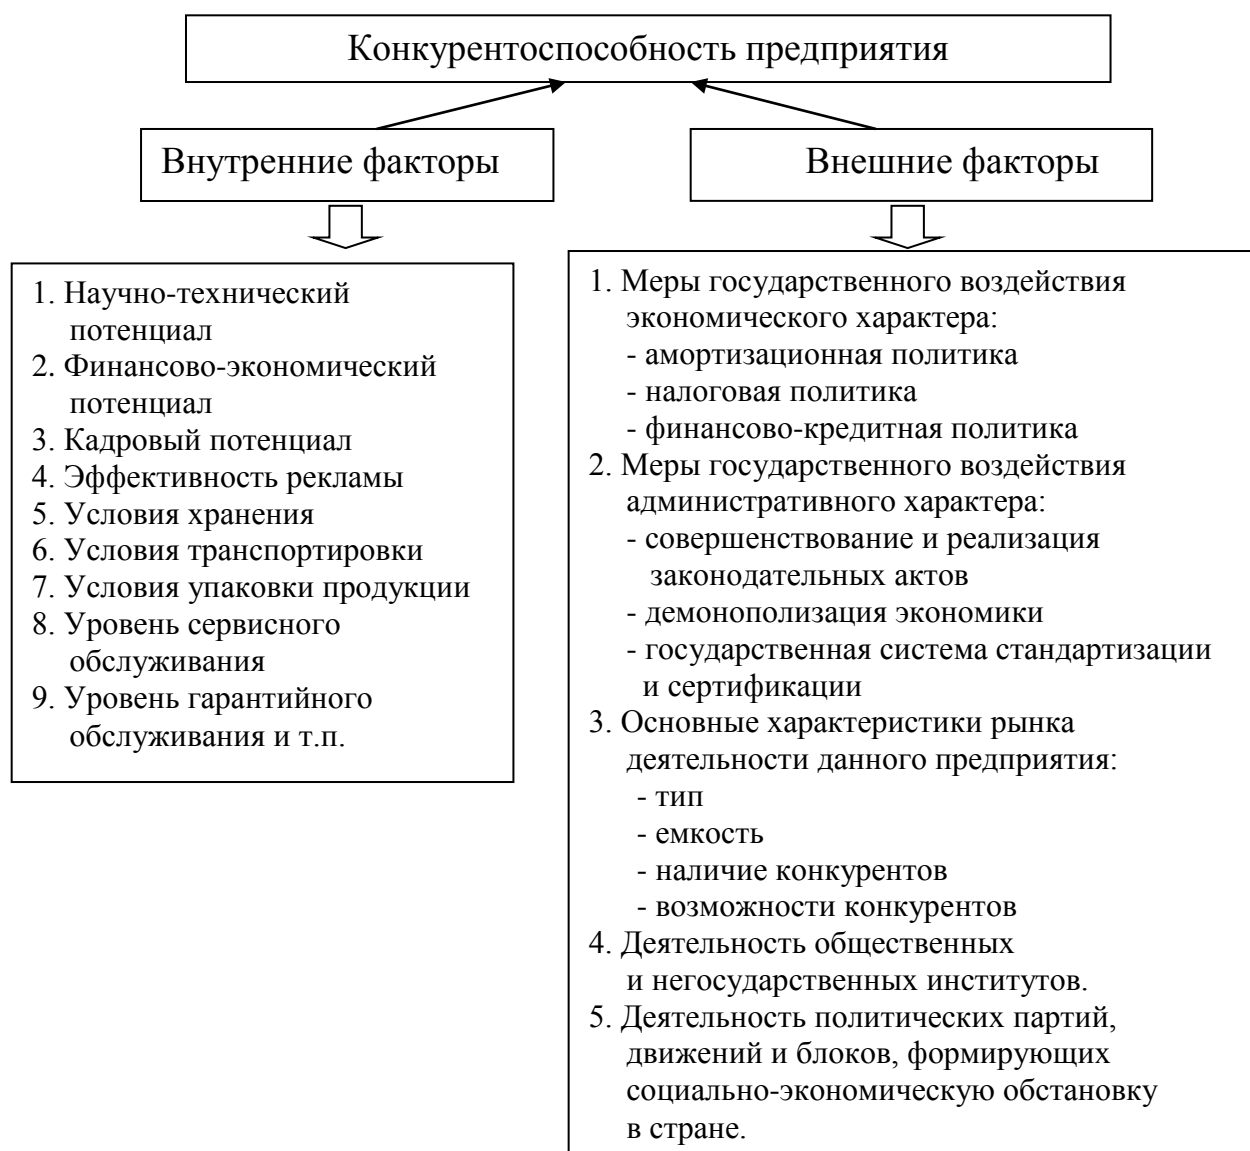 Конкурентоспособность предприятия
Внутренние факторы
Внешние факторы
1. Научно-технический
потенциал
2. Финансово-экономический
потенциал
3. Кадровый потенциал
4. Эффективность рекламы
5. Условия хранения
6. Условия транспортировки
7. Условия упаковки продукции
8. Уровень сервисного
обслуживания
9. Уровень гарантийного
обслуживания и т.п.
1. Меры государственного воздействия
экономического характера:
- амортизационная политика
- налоговая политика
- финансово-кредитная политика
2. Меры государственного воздействия
административного характера:
- совершенствование и реализация
законодательных актов
- демонополизация экономики
- государственная система стандартизации
и сертификации
3. Основные характеристики рынка
деятельности данного предприятия:
- тип
- емкость
- наличие конкурентов
- возможности конкурентов
4. Деятельность общественных
и негосударственных институтов.
5. Деятельность политических партий,
движений и блоков, формирующих
социально-экономическую обстановку
в стране.